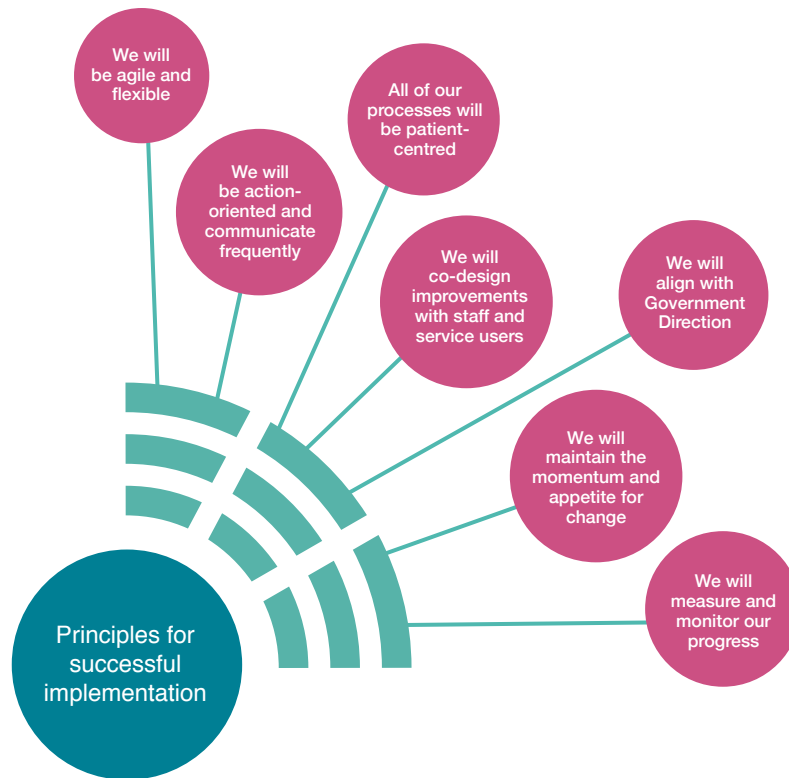 We will
be agile and
flexible
All of our
processes will
be patient-
centred
We will
be action-
oriented and
communicate
frequently
We will
co-design
improvements
with staff and
service users
We will
align with
Government
Direction
We will
maintain the
momentum and
appetite for
change
We will
measure and
monitor our
progress
Principles for
successful
implementation